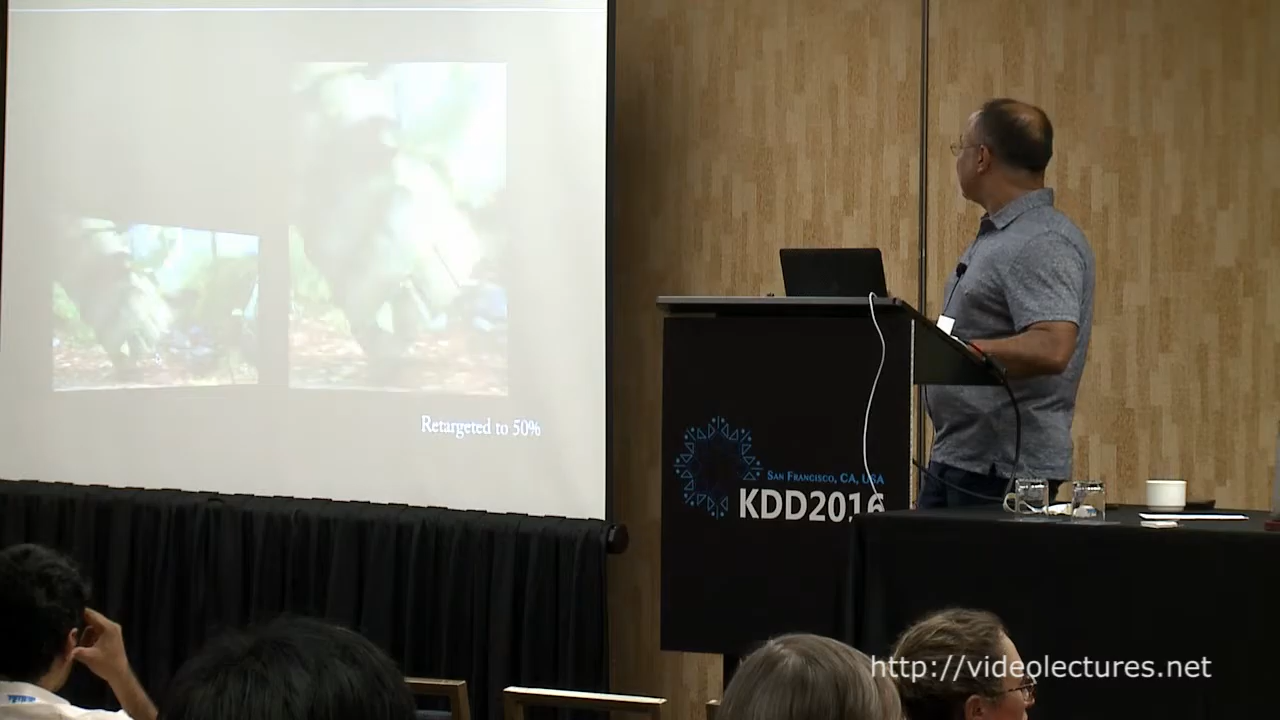 Retargeted to 50%
SAN FRANCISCO, CA, USA
KDD2016
http://videolectures.net